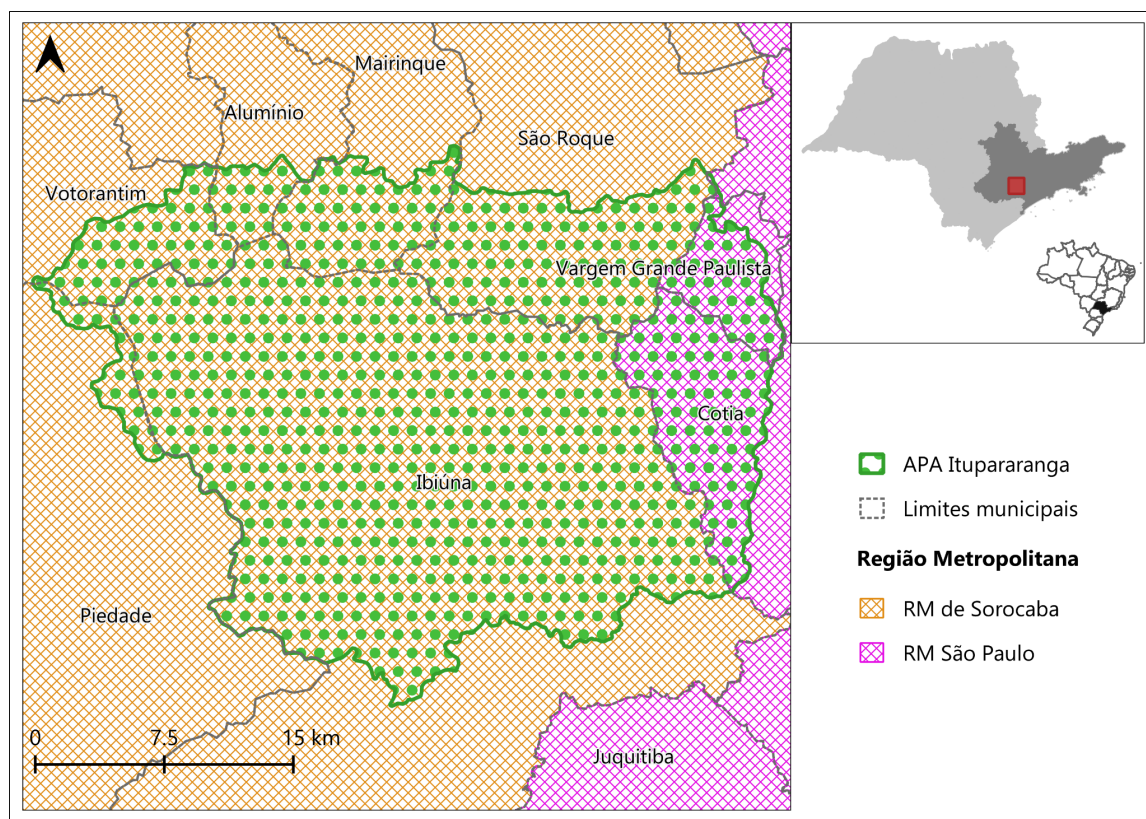 Mairinque
Alumínio
São Roque
Votorantim
Vargem Grande Paulista
Cotia
Ibiúna
Piedade
Juquitiba
0 7.5 15 km
APA Itupararanga
Limites municipais
Região Metropolitana
RM de Sorocaba
RM São Paulo